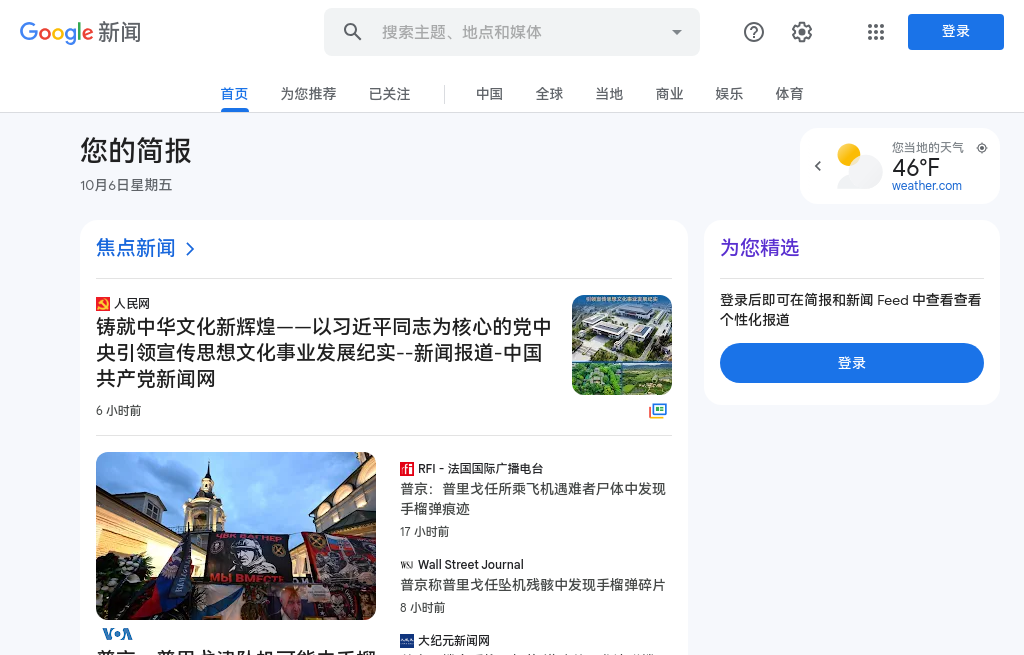 Google 新闻
搜索主题、地点和媒体
登录
首页
为您推荐
已关注
中国
全球
当地
商业
娱乐
体育
您的简报
10月6日星期五
您当地的天气
46°F
weather.com
焦点新闻
人民网
铸就中华文化新辉煌——以习近平同志为核心的党中
央引领宣传思想文化事业发展纪实--新闻报道-中国
共产党新闻网
6 小时前
为您精选
登录后即可在简报和新闻 Feed 中查看查看
个性化报道
登录
ЧВК ВАГНЕР
МЫ ВМЕСТЕ
VOA
rfi RFI - 法国国际广播电台
普京：普里戈任所乘飞机遇难者尸体中发现
手榴弹痕迹
17 小时前
WSJ Wall Street Journal
普京称普里戈任坠机残骸中发现手榴弹碎片
8 小时前
大纪元新闻网